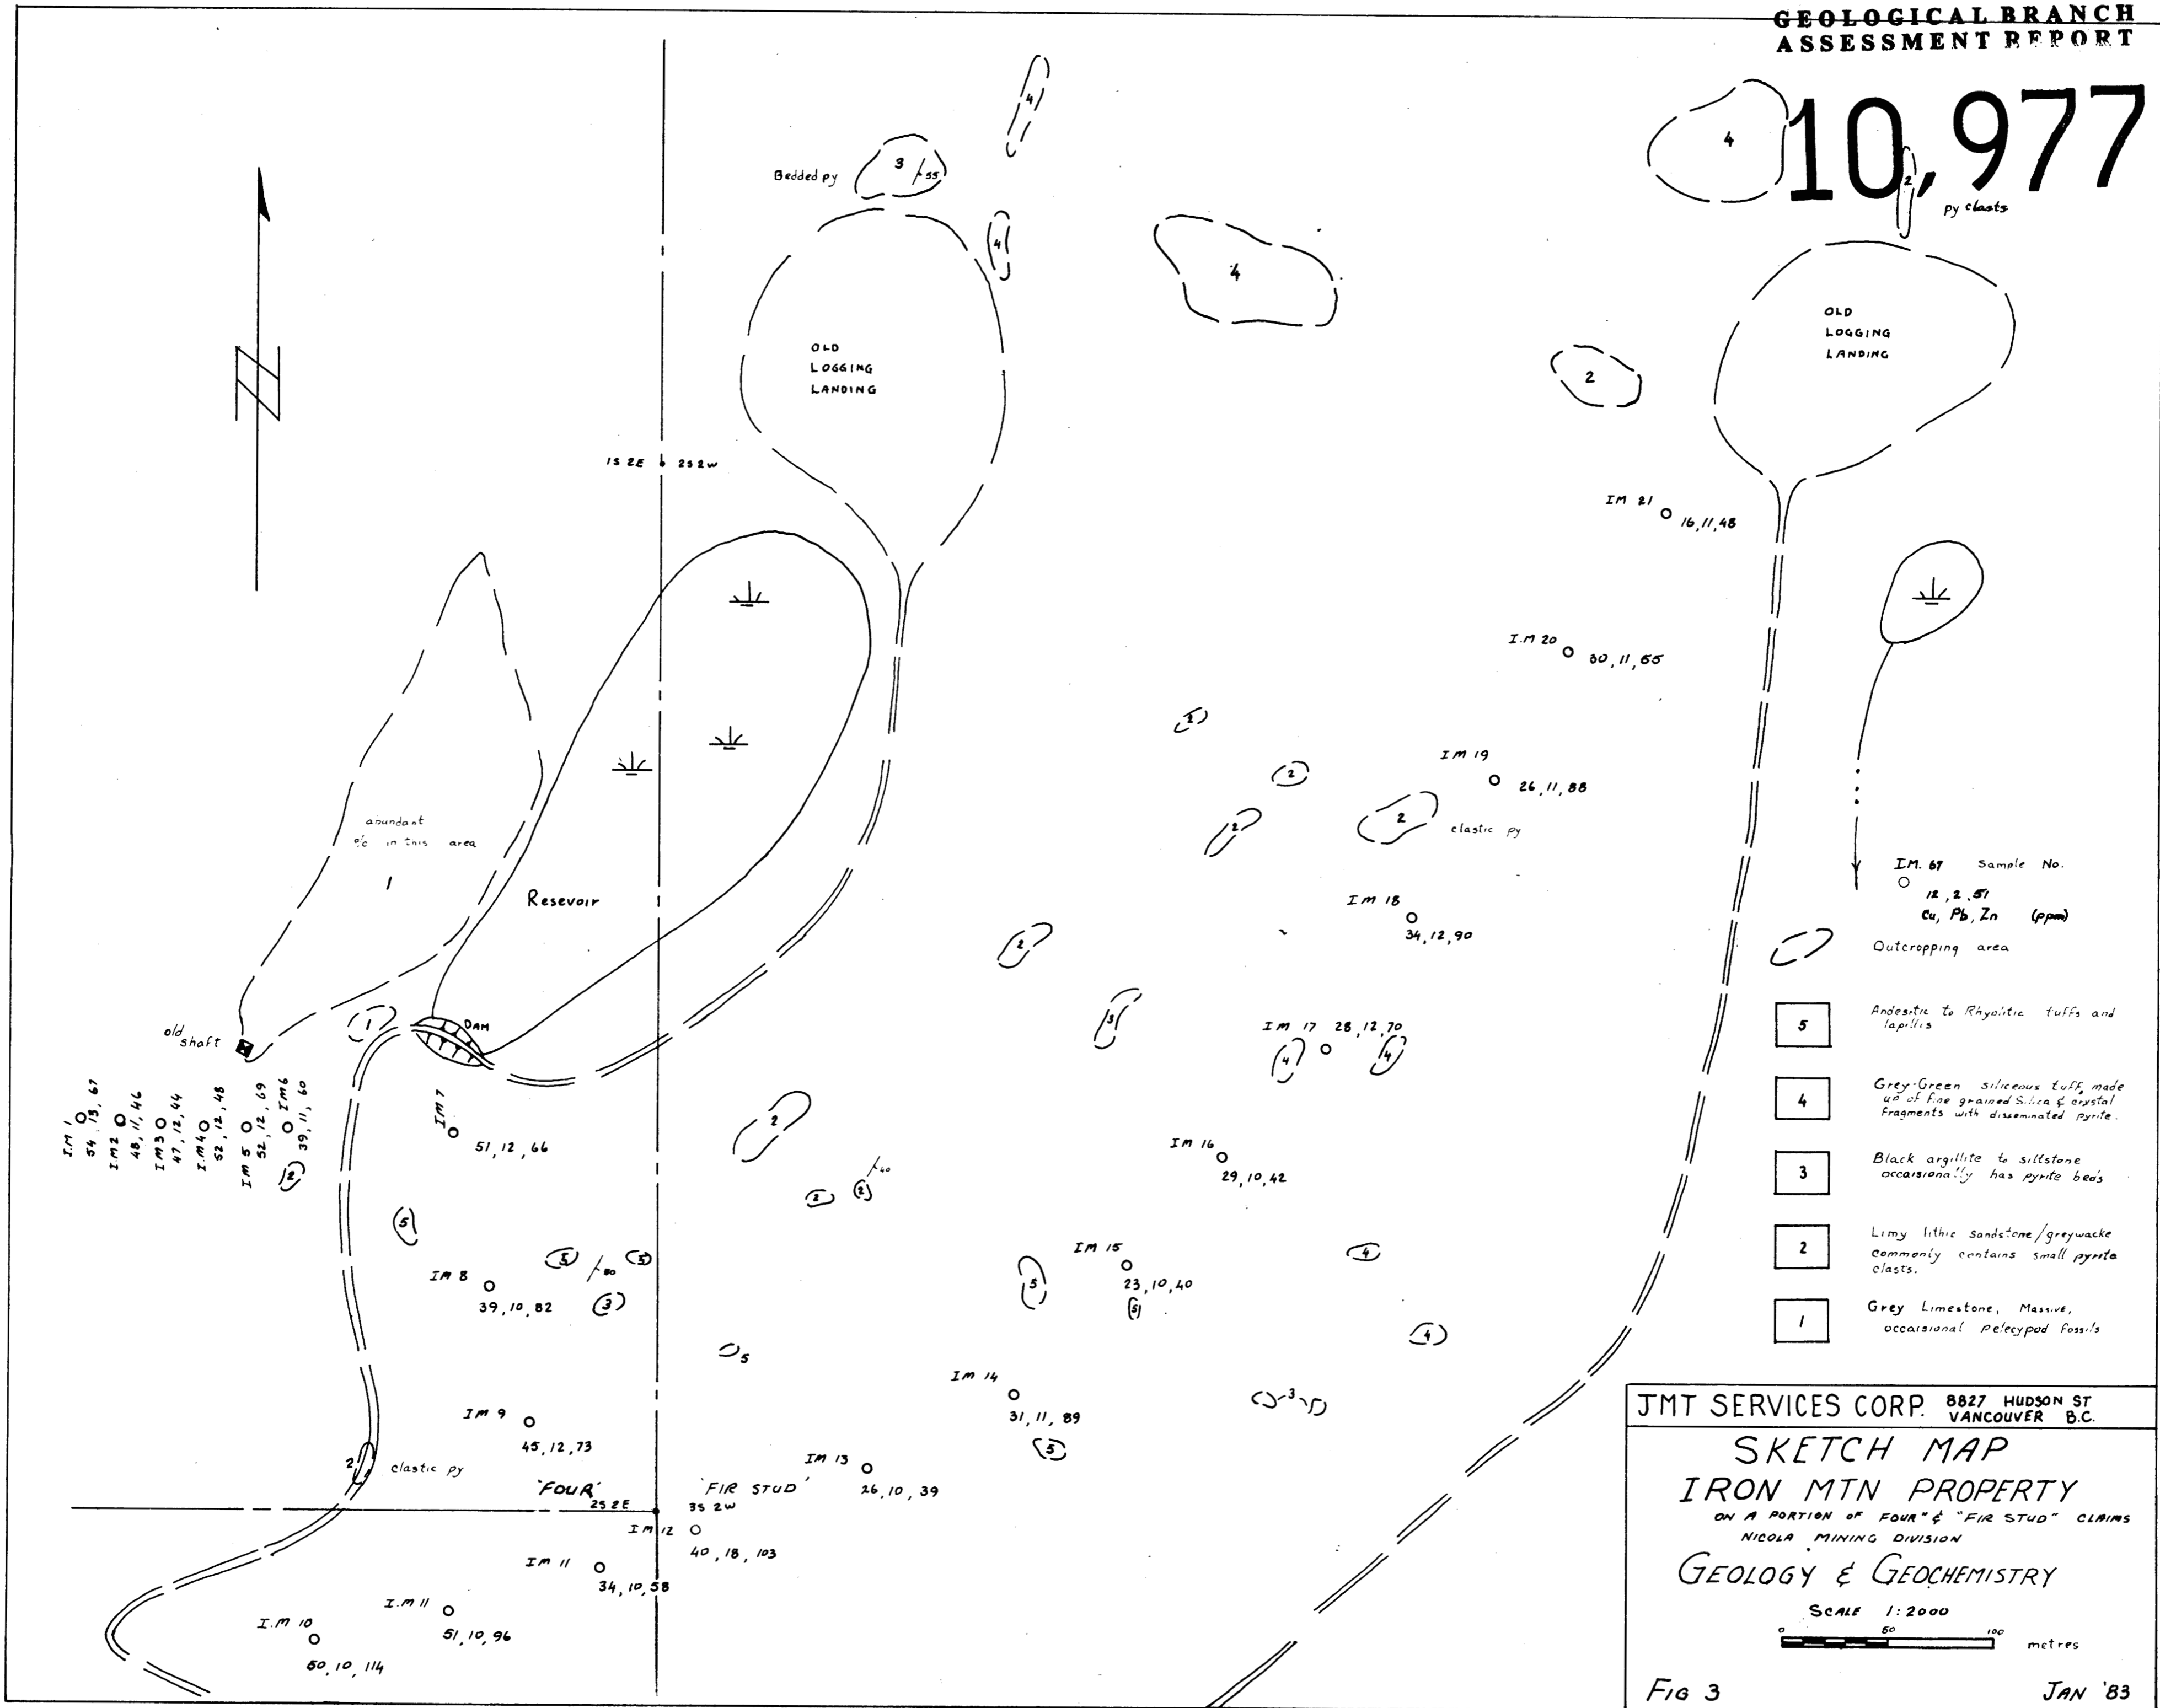 GEOLOGICAL BRANCH
ASSESSMENT REPORT
10,977
4
4
3
55
Bedded py
2
py clasts
4
4
OLD
LOGGING
LANDING
OLD
LOGGING
LANDING
2
1S 2E
2S 2W
IM 21
16,11,48
I.M 20
30,11,55
2
IM 19
26,11,88
2
2
2
clastic py
abundant
o/c in this area
1
Resevoir
IM 18
34,12,90
IM. 67 Sample No.
12, 2, 51
Cu, Pb, Zn (ppm)
2
Outcropping area
old
shaft
1
DAM
3
IM 17
28,12,70
4
4
5
Andesitic to Rhyolitic tuffs and
lapillis
4
Grey-Green siliceous tuff, made
up of fine grained Silica & crystal
fragments with disseminated pyrite.
3
Black argillite to siltstone
occaisionally has pyrite beds
2
Limy lithic sandstone/greywacke
commonly contains small pyrite
clasts.
1
Grey Limestone, Massive,
occaisional pelecypod fossils
I.M 1
54, 13, 67
I.M 2
48, 11, 46
IM 3
47, 12, 44
I.M 4
52, 12, 48
IM 5
52, 12, 69
IM 6
39, 11, 60
2
IM 7
51, 12, 66
2
IM 16
29,10,42
40
2
2
5
5
5
80
IM 8
39,10,82
3
IM 15
23,10,40
5
5
4
4
5
IM 14
31, 11, 89
3
5
IM 9
45, 12, 73
2
clastic py
IM 13
26,10,39
'FOUR'
'FIR STUD'
2S 2E
3S 2W
IM 12
40, 18, 103
IM 11
34,10,58
I.M 11
51,10,96
I.M 10
50,10,114
JMT SERVICES CORP. 8827 HUDSON ST
VANCOUVER B.C.
SKETCH MAP
IRON MTN PROPERTY
ON A PORTION OF FOUR" & "FIR STUD" CLAIMS
NICOLA MINING DIVISION
GEOLOGY & GEOCHEMISTRY
SCALE 1:2000
0 50 100
metres
FIG 3
JAN '83